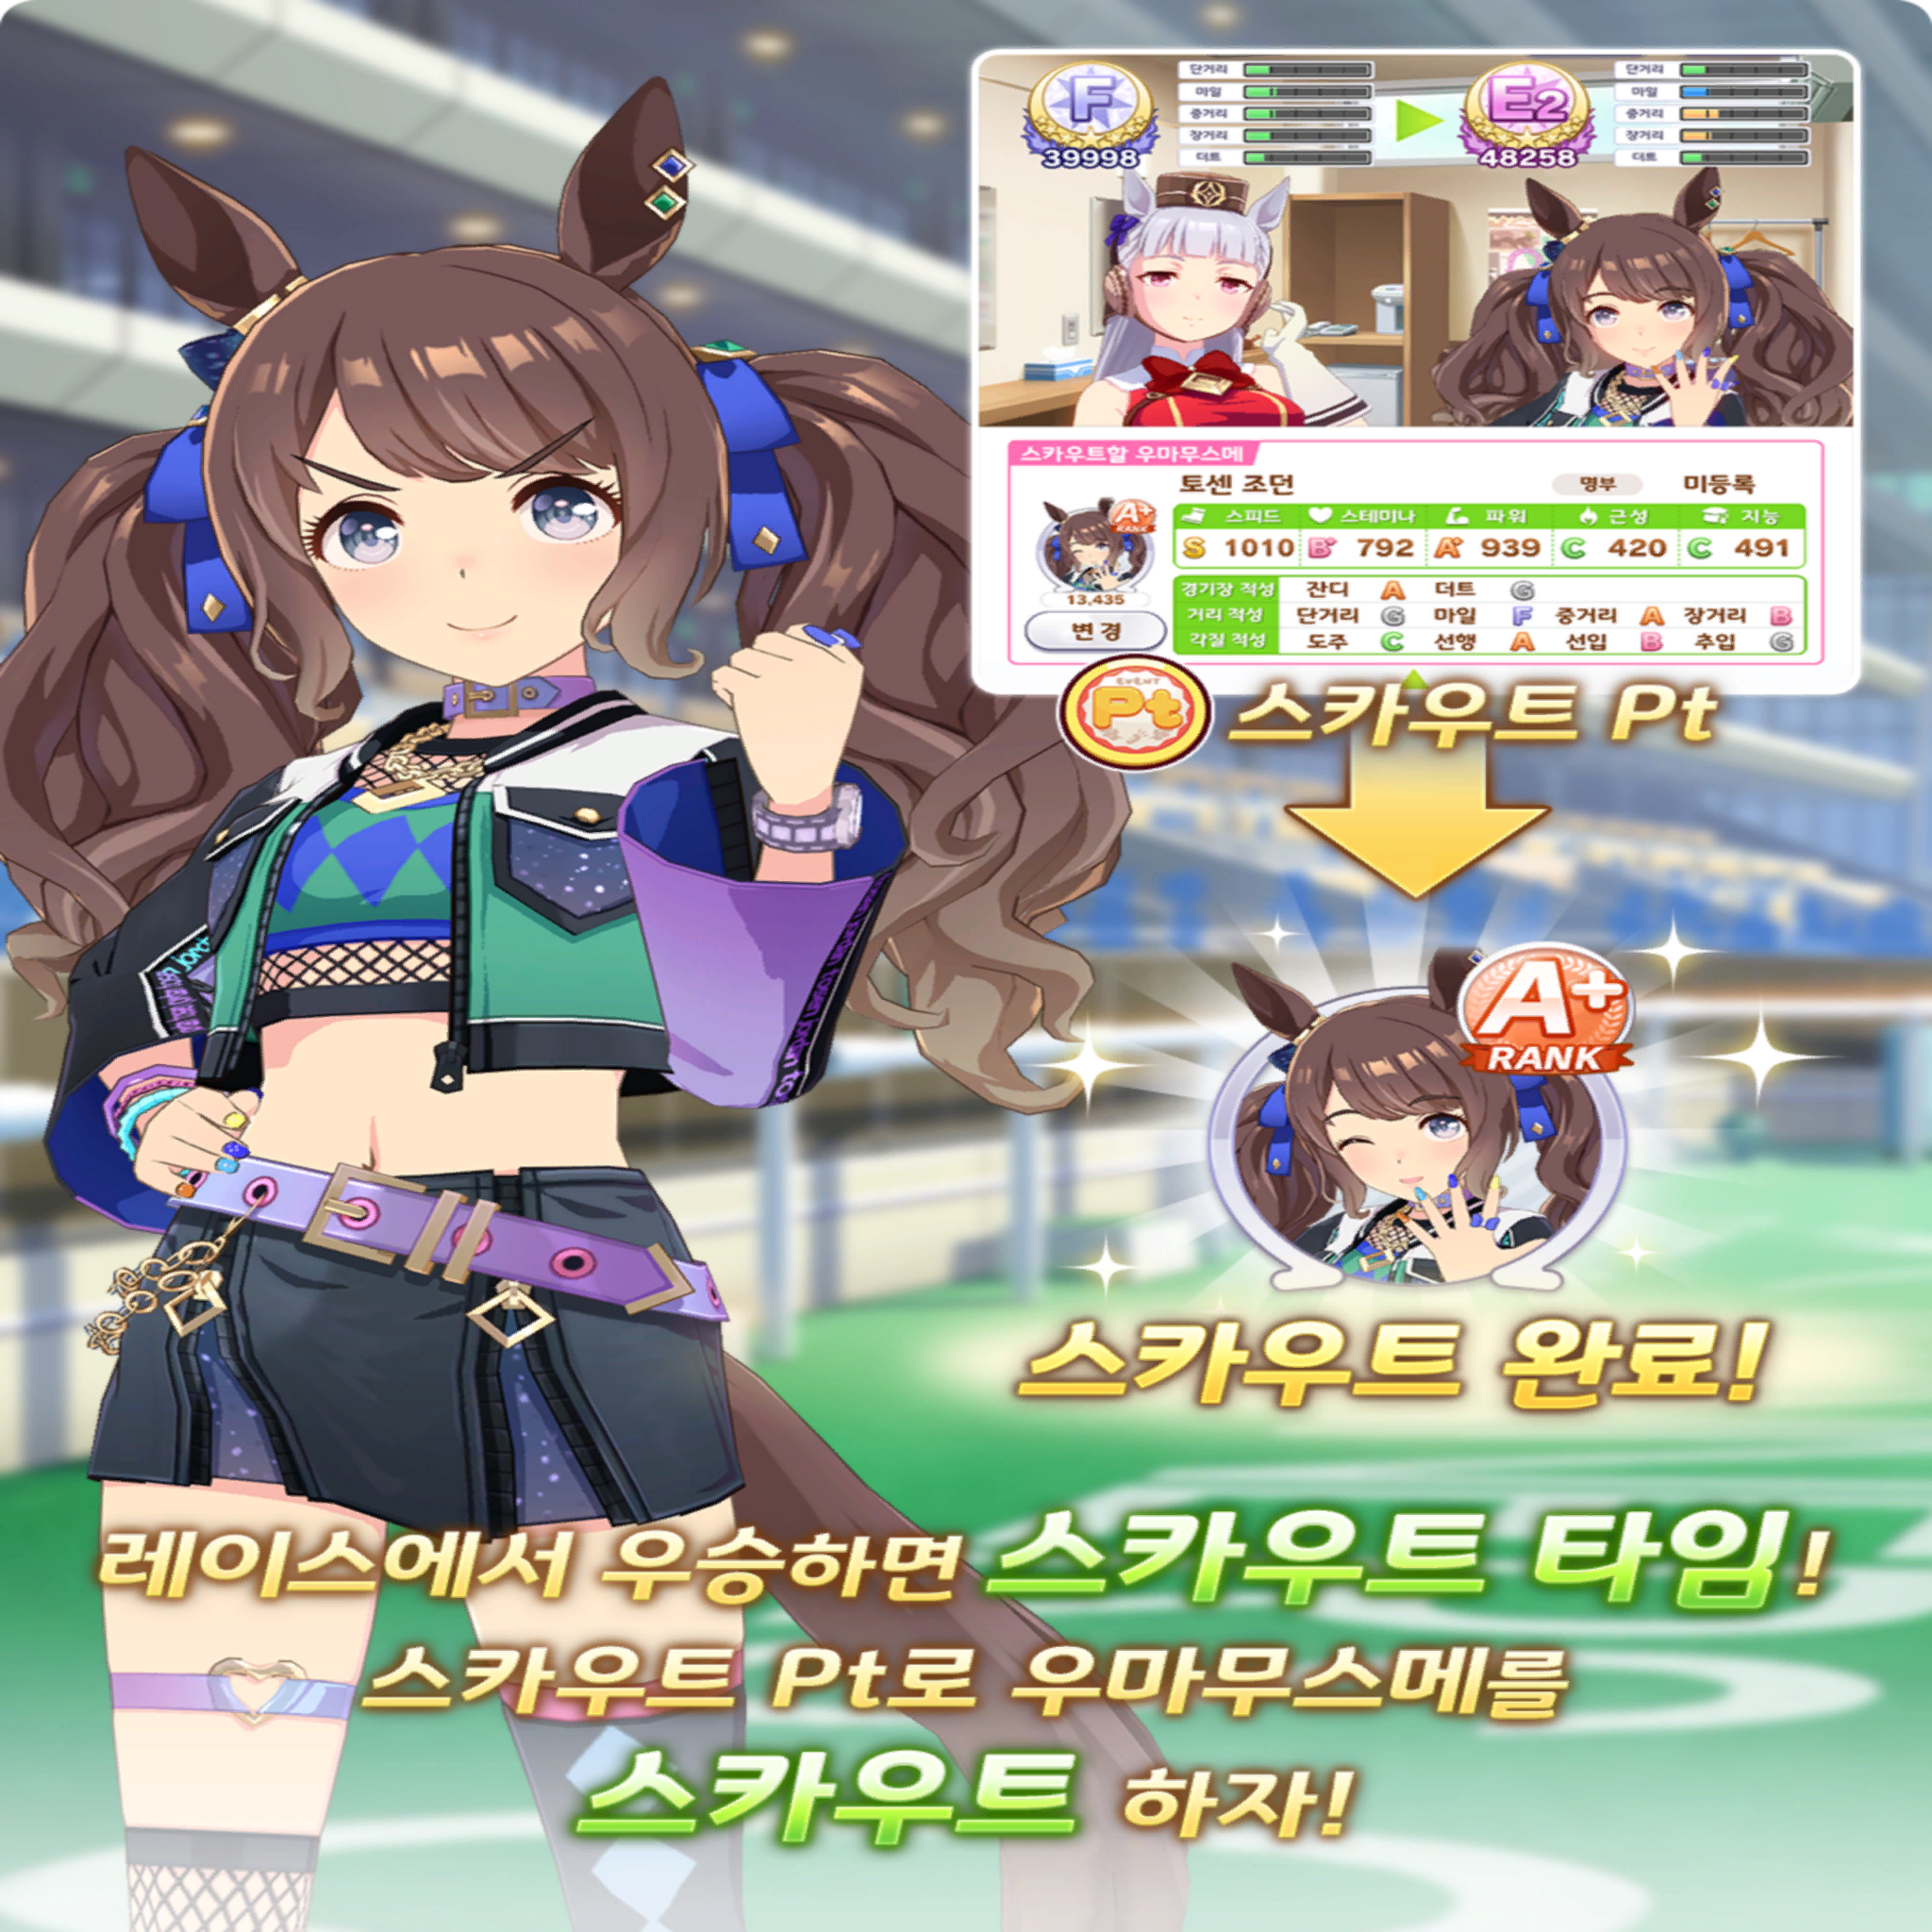 F
39998
단거리
마일
중거리
장거리
더트
E2
48258
단거리
마일
중거리
장거리
더트
스카우트할 우마무스메
토센 조던 명부 미등록
A+
RANK
13,435
변경
스피드 스테미나 파워 근성 지능
S 1010 B+ 792 A+ 939 C 420 C 491
경기장 적성 잔디 A 더트 G
거리 적성 단거리 G 마일 F 중거리 A 장거리 B
각질 적성 도주 C 선행 A 선입 B 추입 G
EVENT
Pt
스카우트 Pt
A+
RANK
스카우트 완료!
레이스에서 우승하면 스카우트 타임!
스카우트 Pt로 우마무스메를
스카우트 하자!